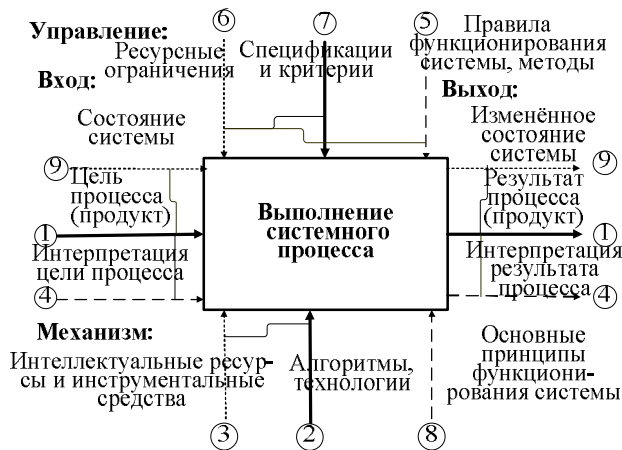 ⑥
⑦
⑤
Управление:
Ресурсные
ограничения
Спецификации
и критерии
Правила
функционирования
системы, методы
Вход:
Выход:
Состояние
системы
Изменённое
состояние
системы
⑨
⑨
Цель
процесса
(продукт)
Выполнение
системного
процесса
Результат
процесса
(продукт)
①
①
Интерпретация
цели процесса
Интерпретация
результата
процесса
④
④
Механизм:
Интеллектуальные ресур-
сы и инструментальные
средства
Алгоритмы,
технологии
Основные
принципы
функциони-
рования системы
③
②
⑧